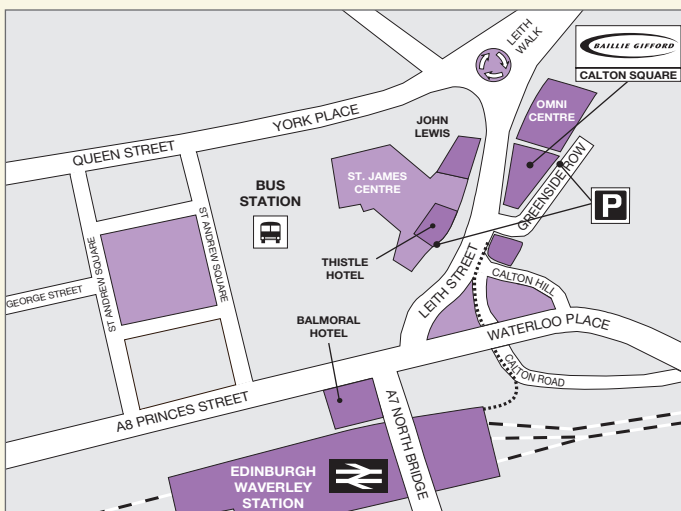 LEITH
WALK
BAILLIE GIFFORD
CALTON SQUARE
OMNI
CENTRE
JOHN
LEWIS
YORK PLACE
QUEEN STREET
ST. JAMES
CENTRE
BUS
STATION
GREENSIDE ROW
P
ST ANDREW SQUARE
ST ANDREW SQUARE
GEORGE STREET
THISTLE
HOTEL
LEITH STREET
CALTON HILL
BALMORAL
HOTEL
WATERLOO PLACE
CALTON ROAD
A8 PRINCES STREET
A7 NORTH BRIDGE
EDINBURGH
WAVERLEY
STATION